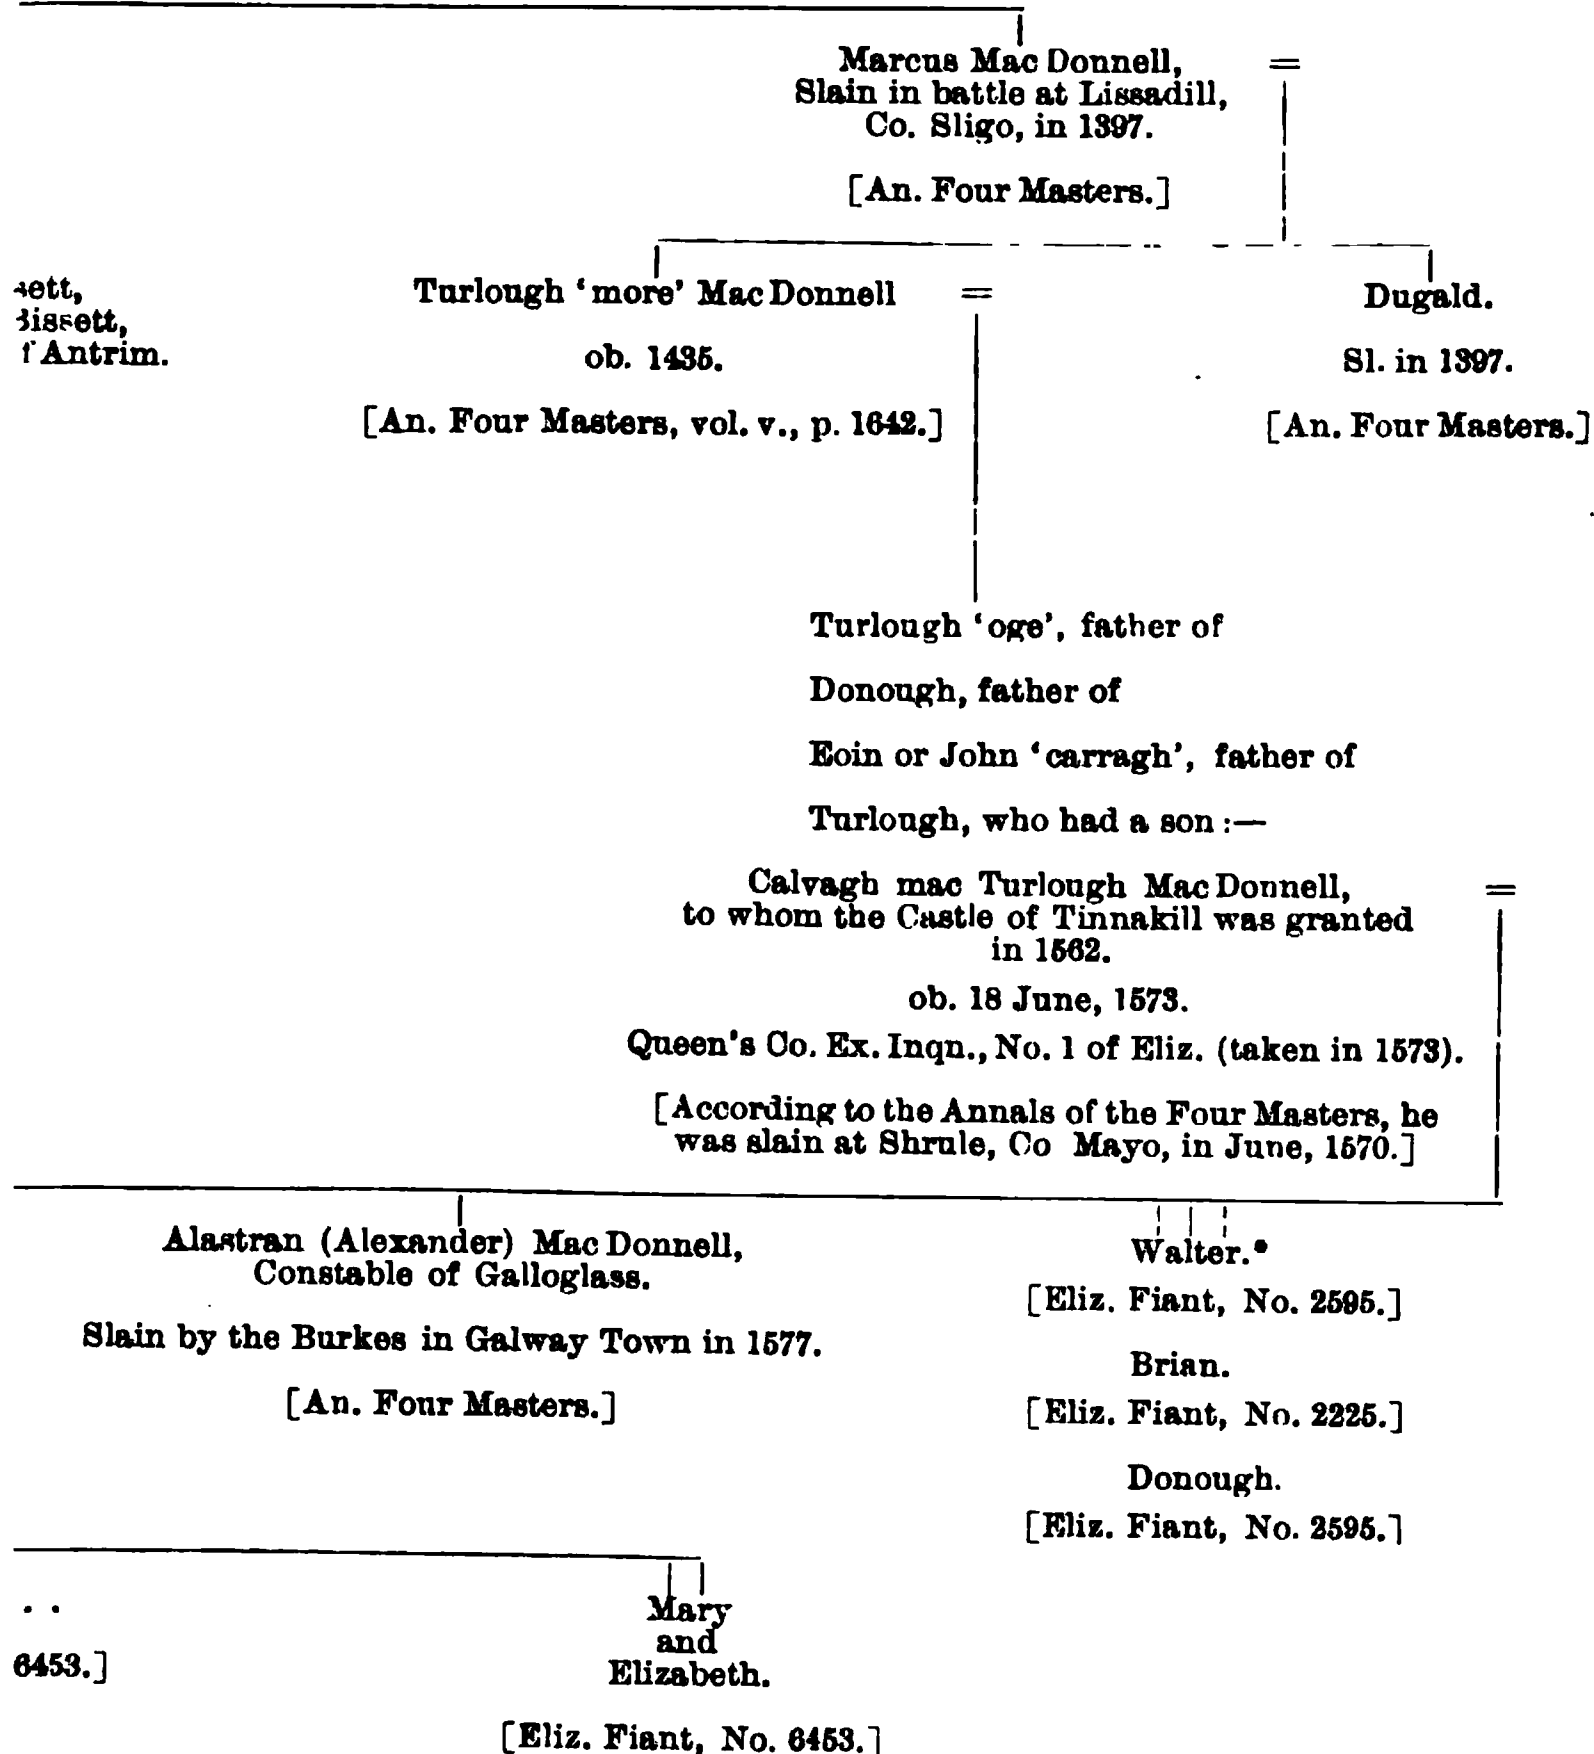 Marcus Mac Donnell, =
Slain in battle at Lissadill,
Co. Sligo, in 1397.
[An. Four Masters.]
Bissett,
Antrim.
Turlough ‘more’ Mac Donnell =
ob. 1435.
[An. Four Masters, vol. v., p. 1642.]
Dugald.
Sl. in 1397.
[An. Four Masters.]
Turlough ‘oge’, father of
Donough, father of
Eoin or John ‘carragh’, father of
Turlough, who had a son :—
Calvagh mac Turlough Mac Donnell, =
to whom the Castle of Tinnakill was granted
in 1562.
ob. 18 June, 1573.
Queen's Co. Ex. Inqn., No. 1 of Eliz. (taken in 1573).
[According to the Annals of the Four Masters, he
was slain at Shrule, Co Mayo, in June, 1570.]
Alastran (Alexander) Mac Donnell,
Constable of Galloglass.
Slain by the Burkes in Galway Town in 1577.
[An. Four Masters.]
Walter.*
[Eliz. Fiant, No. 2595.]
Brian.
[Eliz. Fiant, No. 2225.]
Donough.
[Eliz. Fiant, No. 2595.]
. .
6453.]
Mary
and
Elizabeth.
[Eliz. Fiant, No. 6453.]